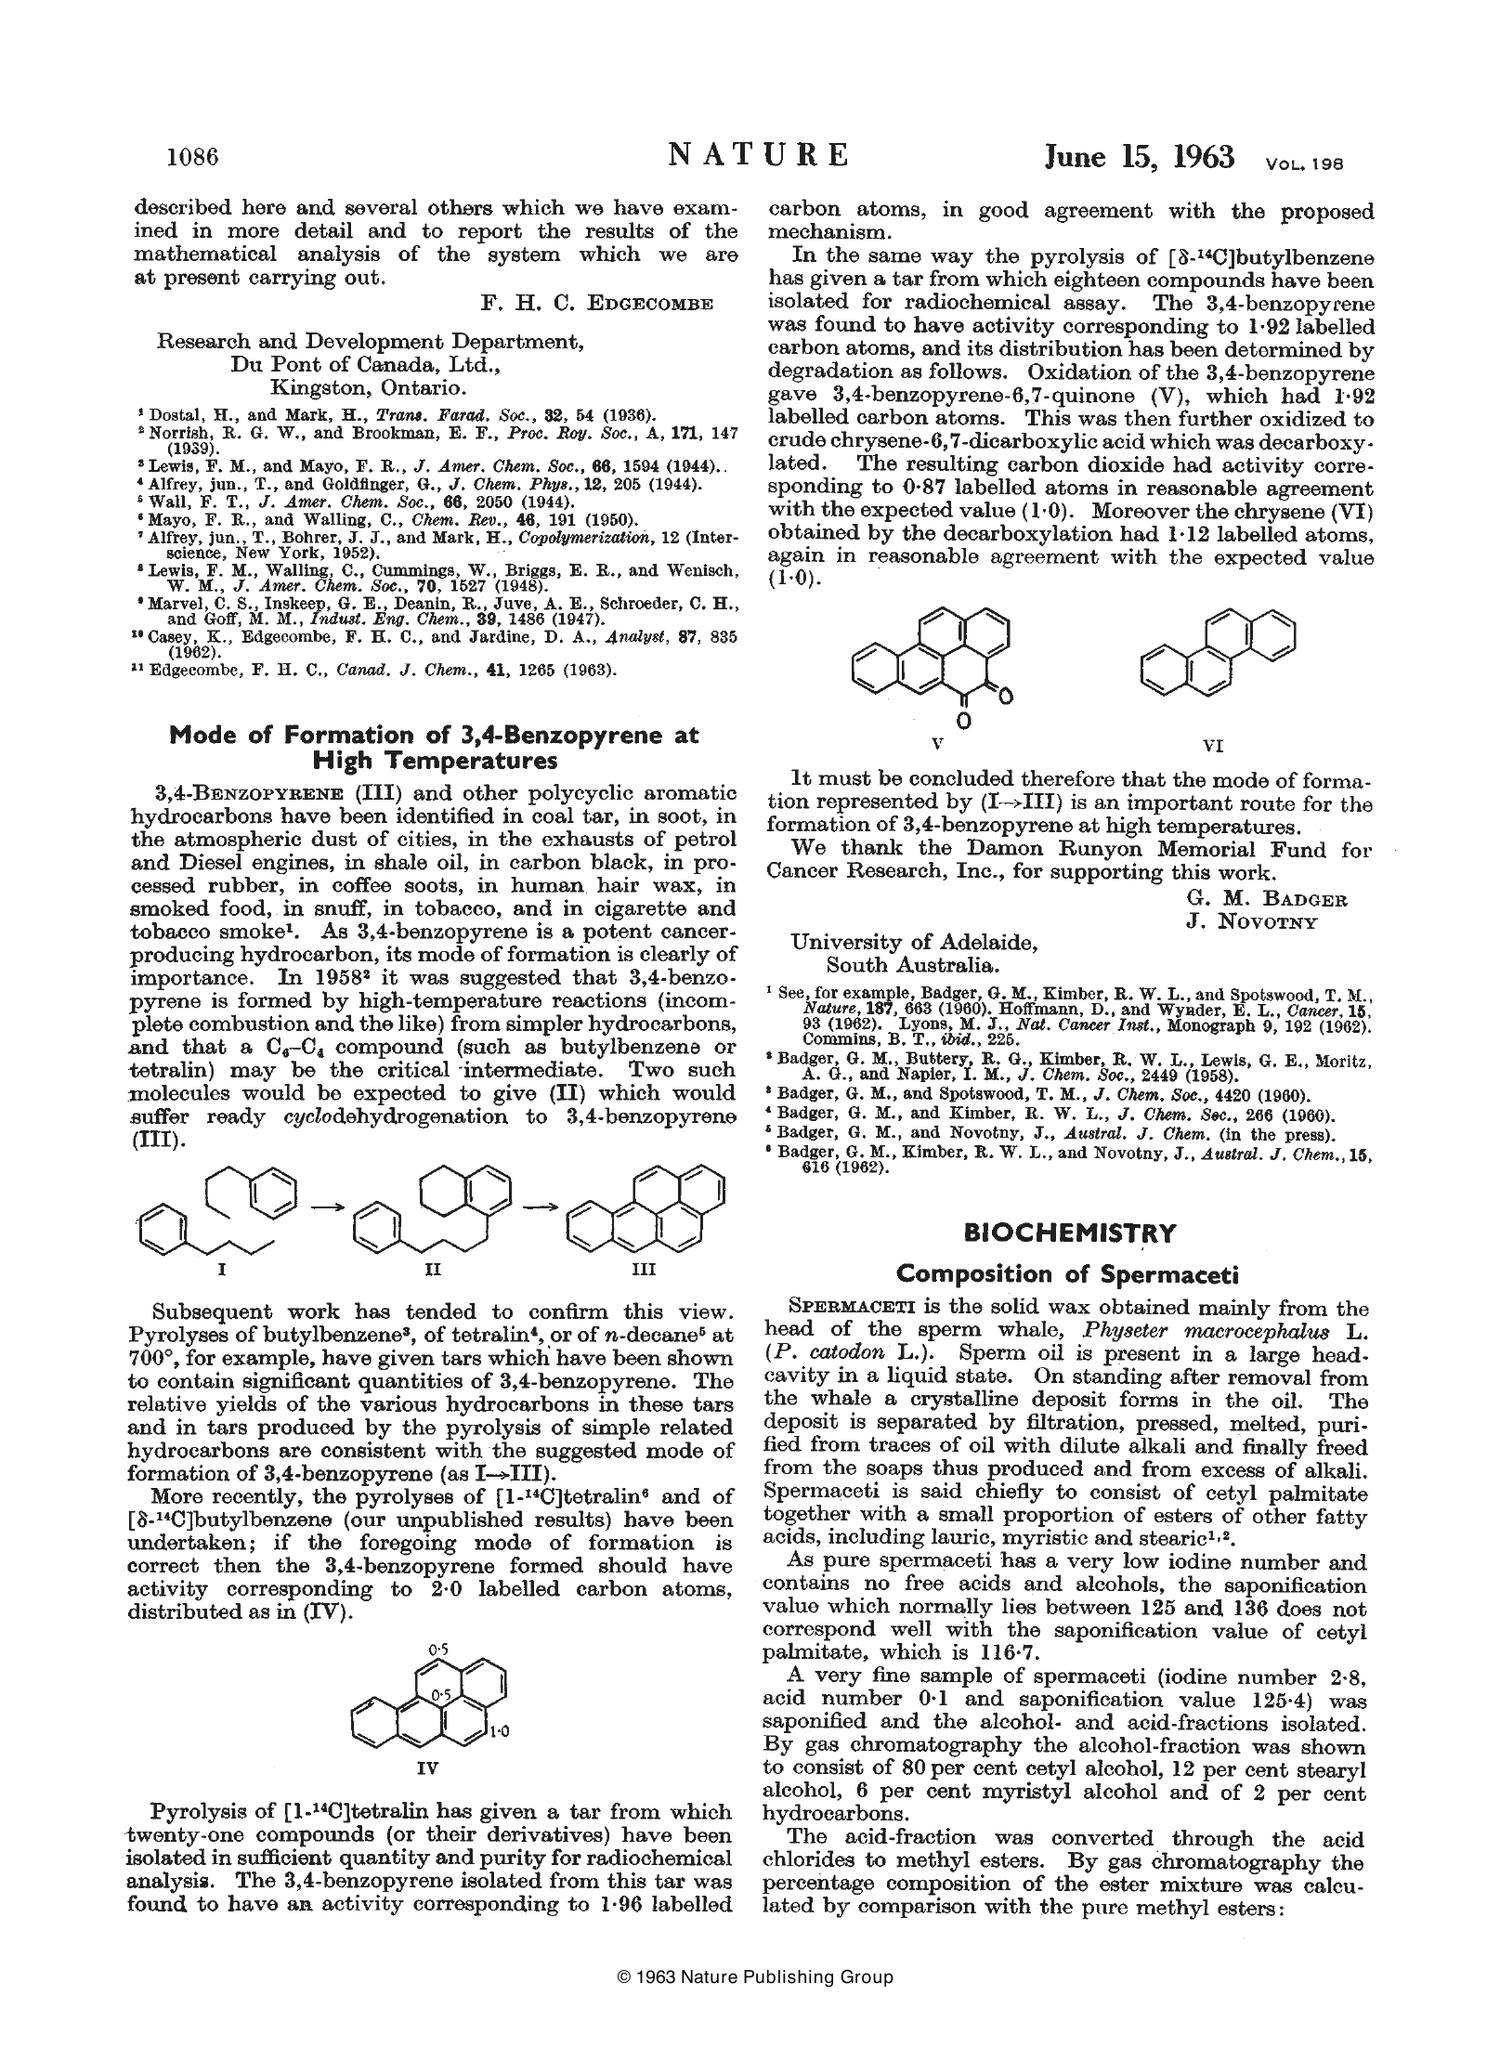 1086
NATURE
June 15, 1963 VOL. 198
described here and several others which we have exam-
ined in more detail and to report the results of the
mathematical analysis of the system which we are
at present carrying out.
F. H. C. EDGECOMBE
Research and Development Department,
Du Pont of Canada, Ltd.,
Kingston, Ontario.
¹ Dostal, H., and Mark, H., Trans. Farad. Soc., 32, 54 (1936).
² Norrish, R. G. W., and Brookman, E. F., Proc. Roy. Soc., A, 171, 147
(1939).
³ Lewis, F. M., and Mayo, F. R., J. Amer. Chem. Soc., 66, 1594 (1944).
⁴ Alfrey, jun., T., and Goldfinger, G., J. Chem. Phys., 12, 205 (1944).
⁵ Wall, F. T., J. Amer. Chem. Soc., 66, 2050 (1944).
⁶ Mayo, F. R., and Walling, C., Chem. Rev., 46, 191 (1950).
⁷ Alfrey, jun., T., Bohrer, J. J., and Mark, H., Copolymerization, 12 (Inter-
science, New York, 1952).
⁸ Lewis, F. M., Walling, C., Cummings, W., Briggs, E. R., and Wenisch,
W. M., J. Amer. Chem. Soc., 70, 1527 (1948).
⁹ Marvel, C. S., Inskeep, G. E., Deanin, R., Juve, A. E., Schroeder, C. H.,
and Goff, M. M., Indust. Eng. Chem., 39, 1486 (1947).
¹⁰ Casey, K., Edgecombe, F. H. C., and Jardine, D. A., Analyst, 87, 835
(1962).
¹¹ Edgecombe, F. H. C., Canad. J. Chem., 41, 1265 (1963).
Mode of Formation of 3,4-Benzopyrene at
High Temperatures
3,4-BENZOPYRENE (III) and other polycyclic aromatic
hydrocarbons have been identified in coal tar, in soot, in
the atmospheric dust of cities, in the exhausts of petrol
and Diesel engines, in shale oil, in carbon black, in pro-
cessed rubber, in coffee soots, in human hair wax, in
smoked food, in snuff, in tobacco, and in cigarette and
tobacco smoke¹. As 3,4-benzopyrene is a potent cancer-
producing hydrocarbon, its mode of formation is clearly of
importance. In 1958² it was suggested that 3,4-benzo-
pyrene is formed by high-temperature reactions (incom-
plete combustion and the like) from simpler hydrocarbons,
and that a C₆–C₄ compound (such as butylbenzene or
tetralin) may be the critical intermediate. Two such
molecules would be expected to give (II) which would
suffer ready cyclodehydrogenation to 3,4-benzopyrene
(III).
I
II
III
Subsequent work has tended to confirm this view.
Pyrolyses of butylbenzene³, of tetralin⁴, or of n-decane⁵ at
700°, for example, have given tars which have been shown
to contain significant quantities of 3,4-benzopyrene. The
relative yields of the various hydrocarbons in these tars
and in tars produced by the pyrolysis of simple related
hydrocarbons are consistent with the suggested mode of
formation of 3,4-benzopyrene (as I→III).
More recently, the pyrolyses of [1-¹⁴C]tetralin⁶ and of
[δ-¹⁴C]butylbenzene (our unpublished results) have been
undertaken; if the foregoing mode of formation is
correct then the 3,4-benzopyrene formed should have
activity corresponding to 2·0 labelled carbon atoms,
distributed as in (IV).
0·5
0·5
1·0
IV
Pyrolysis of [1-¹⁴C]tetralin has given a tar from which
twenty-one compounds (or their derivatives) have been
isolated in sufficient quantity and purity for radiochemical
analysis. The 3,4-benzopyrene isolated from this tar was
found to have an activity corresponding to 1·96 labelled
carbon atoms, in good agreement with the proposed
mechanism.
In the same way the pyrolysis of [δ-¹⁴C]butylbenzene
has given a tar from which eighteen compounds have been
isolated for radiochemical assay. The 3,4-benzopyrene
was found to have activity corresponding to 1·92 labelled
carbon atoms, and its distribution has been determined by
degradation as follows. Oxidation of the 3,4-benzopyrene
gave 3,4-benzopyrene-6,7-quinone (V), which had 1·92
labelled carbon atoms. This was then further oxidized to
crude chrysene-6,7-dicarboxylic acid which was decarboxy-
lated. The resulting carbon dioxide had activity corre-
sponding to 0·87 labelled atoms in reasonable agreement
with the expected value (1·0). Moreover the chrysene (VI)
obtained by the decarboxylation had 1·12 labelled atoms,
again in reasonable agreement with the expected value
(1·0).
O
O
V
VI
It must be concluded therefore that the mode of forma-
tion represented by (I→III) is an important route for the
formation of 3,4-benzopyrene at high temperatures.
We thank the Damon Runyon Memorial Fund for
Cancer Research, Inc., for supporting this work.
G. M. BADGER
J. NOVOTNY
University of Adelaide,
South Australia.
¹ See, for example, Badger, G. M., Kimber, R. W. L., and Spotswood, T. M.,
Nature, 187, 663 (1960). Hoffmann, D., and Wynder, E. L., Cancer, 15,
93 (1962). Lyons, M. J., Nat. Cancer Inst., Monograph 9, 192 (1962).
Commins, B. T., ibid., 225.
² Badger, G. M., Buttery, R. G., Kimber, R. W. L., Lewis, G. E., Moritz,
A. G., and Napier, I. M., J. Chem. Soc., 2449 (1958).
³ Badger, G. M., and Spotswood, T. M., J. Chem. Soc., 4420 (1960).
⁴ Badger, G. M., and Kimber, R. W. L., J. Chem. Soc., 266 (1960).
⁵ Badger, G. M., and Novotny, J., Austral. J. Chem. (in the press).
⁶ Badger, G. M., Kimber, R. W. L., and Novotny, J., Austral. J. Chem., 15,
616 (1962).
BIOCHEMISTRY
Composition of Spermaceti
SPERMACETI is the solid wax obtained mainly from the
head of the sperm whale, Physeter macrocephalus L.
(P. catodon L.). Sperm oil is present in a large head-
cavity in a liquid state. On standing after removal from
the whale a crystalline deposit forms in the oil. The
deposit is separated by filtration, pressed, melted, puri-
fied from traces of oil with dilute alkali and finally freed
from the soaps thus produced and from excess of alkali.
Spermaceti is said chiefly to consist of cetyl palmitate
together with a small proportion of esters of other fatty
acids, including lauric, myristic and stearic¹,².
As pure spermaceti has a very low iodine number and
contains no free acids and alcohols, the saponification
value which normally lies between 125 and 136 does not
correspond well with the saponification value of cetyl
palmitate, which is 116·7.
A very fine sample of spermaceti (iodine number 2·8,
acid number 0·1 and saponification value 125·4) was
saponified and the alcohol- and acid-fractions isolated.
By gas chromatography the alcohol-fraction was shown
to consist of 80 per cent cetyl alcohol, 12 per cent stearyl
alcohol, 6 per cent myristyl alcohol and of 2 per cent
hydrocarbons.
The acid-fraction was converted through the acid
chlorides to methyl esters. By gas chromatography the
percentage composition of the ester mixture was calcu-
lated by comparison with the pure methyl esters:
© 1963 Nature Publishing Group